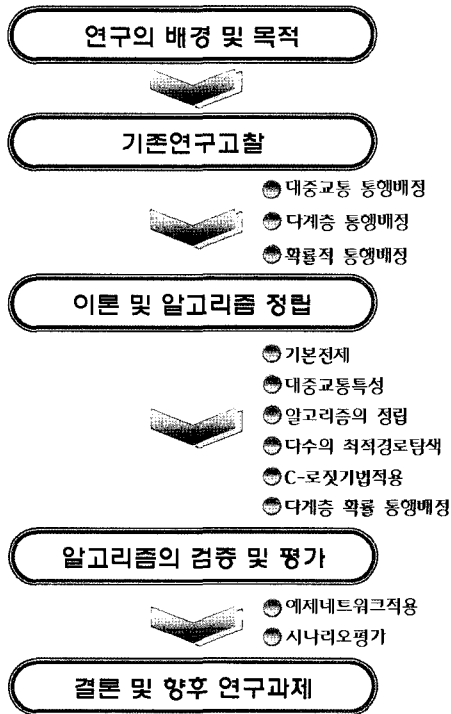 연구의 배경 및 목적
기존연구고찰
대중교통 통행배정
다계층 통행배정
확률적 통행배정
이론 및 알고리즘 정립
기본전제
대중교통특성
알고리즘의 정립
다수의 최적경로탐색
C-로짓기법적용
다계층 확률 통행배정
알고리즘의 검증 및 평가
예제네트워크적용
시나리오평가
결론 및 향후 연구과제